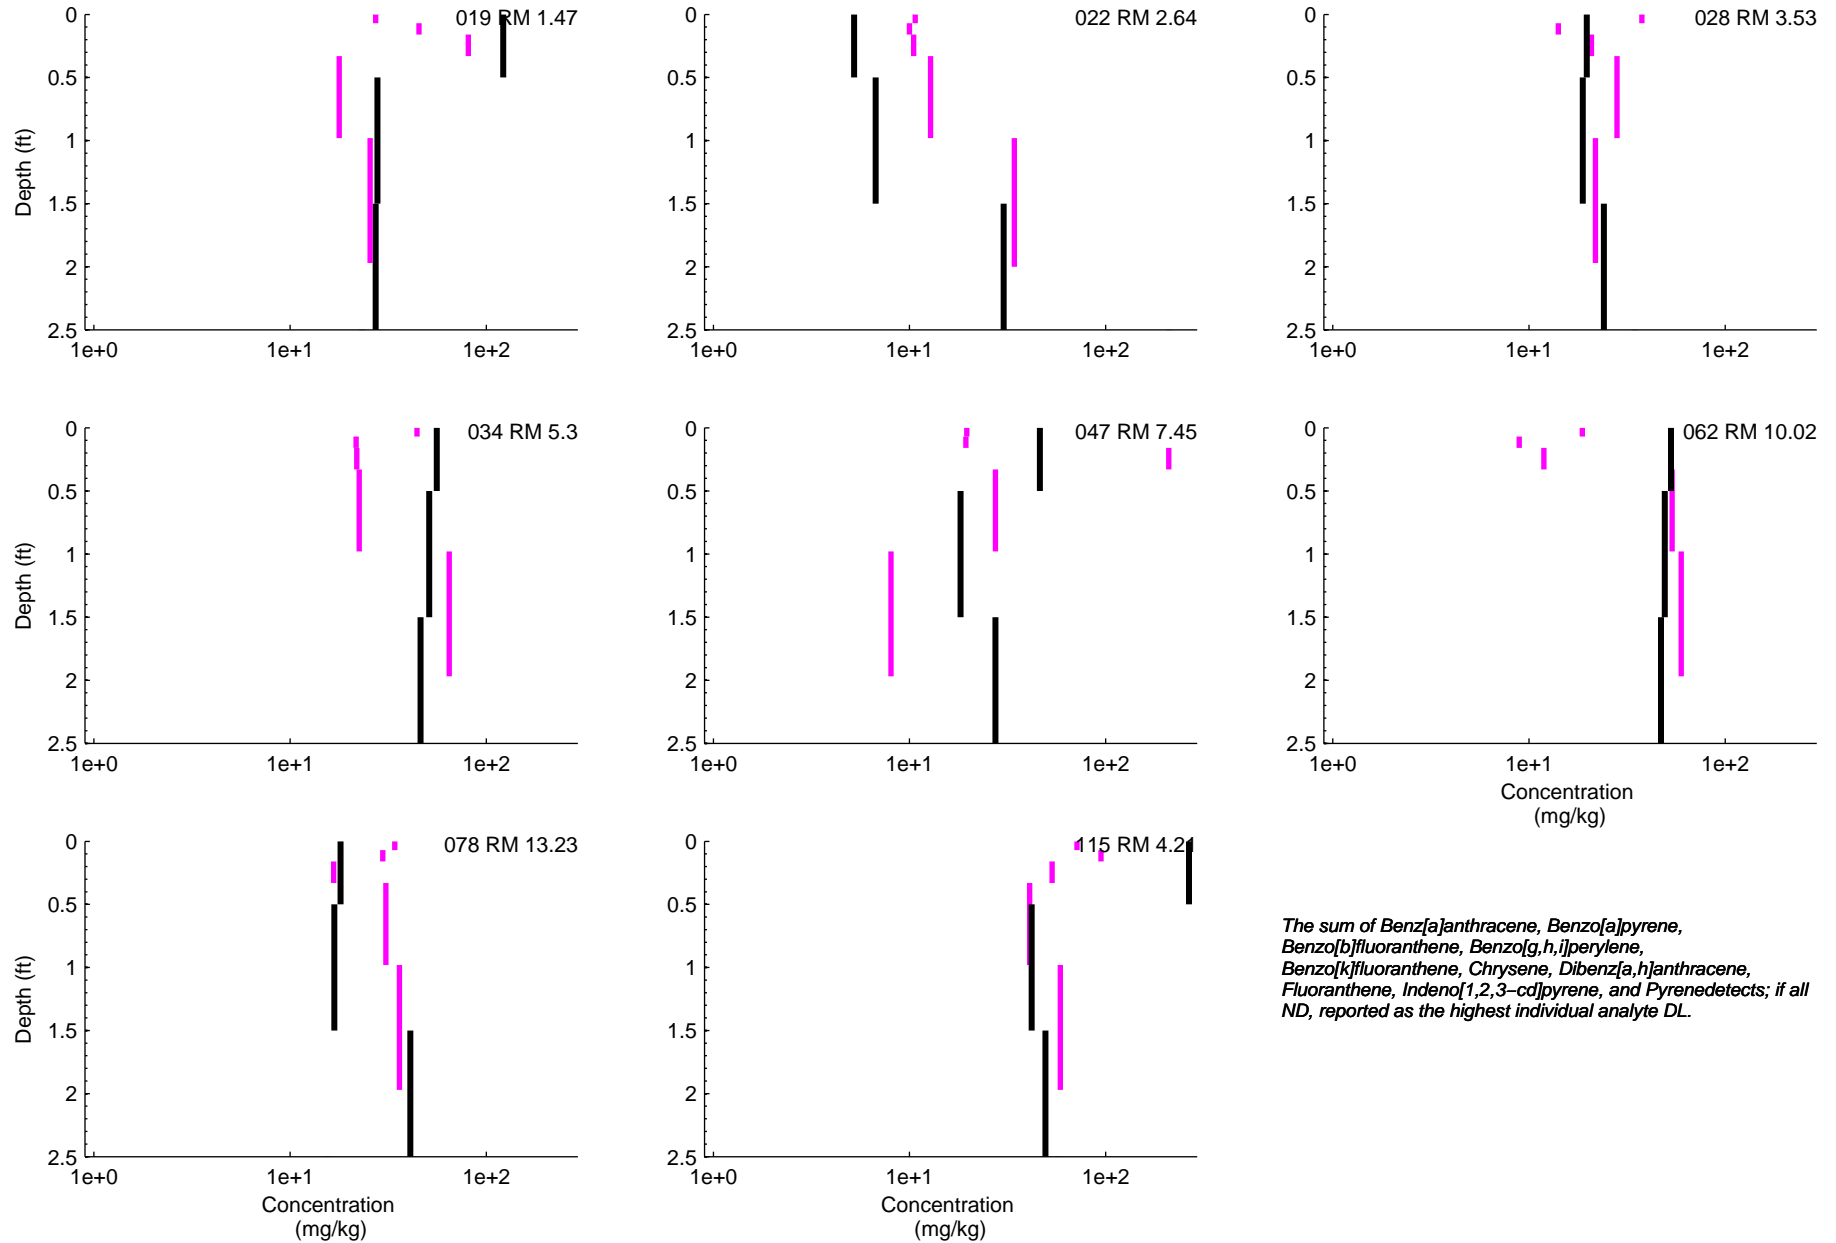 019 RM 1.47
022 RM 2.64
028 RM 3.53
0
0.5
1
1.5
2
2.5
Depth (ft)
1e+0
1e+1
1e+2
0
0.5
1
1.5
2
2.5
1e+0
1e+1
1e+2
0
0.5
1
1.5
2
2.5
1e+0
1e+1
1e+2
034 RM 5.3
047 RM 7.45
062 RM 10.02
0
0.5
1
1.5
2
2.5
Depth (ft)
1e+0
1e+1
1e+2
0
0.5
1
1.5
2
2.5
1e+0
1e+1
1e+2
0
0.5
1
1.5
2
2.5
1e+0
1e+1
1e+2
Concentration
(mg/kg)
078 RM 13.23
115 RM 4.21
0
0.5
1
1.5
2
2.5
Depth (ft)
1e+0
1e+1
1e+2
Concentration
(mg/kg)
0
0.5
1
1.5
2
2.5
1e+0
1e+1
1e+2
Concentration
(mg/kg)
The sum of Benz[a]anthracene, Benzo[a]pyrene,
Benzo[b]fluoranthene, Benzo[g,h,i]perylene,
Benzo[k]fluoranthene, Chrysene, Dibenz[a,h]anthracene,
Fluoranthene, Indeno[1,2,3−cd]pyrene, and Pyrenedetects; if all
ND, reported as the highest individual analyte DL.